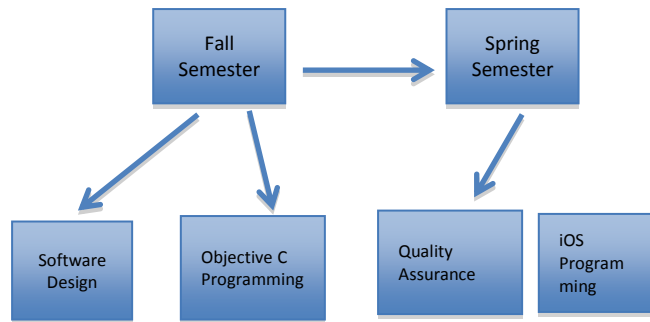 Fall
Semester
Spring
Semester
Software
Design
Objective C
Programming
Quality
Assurance
iOS
Program
ming